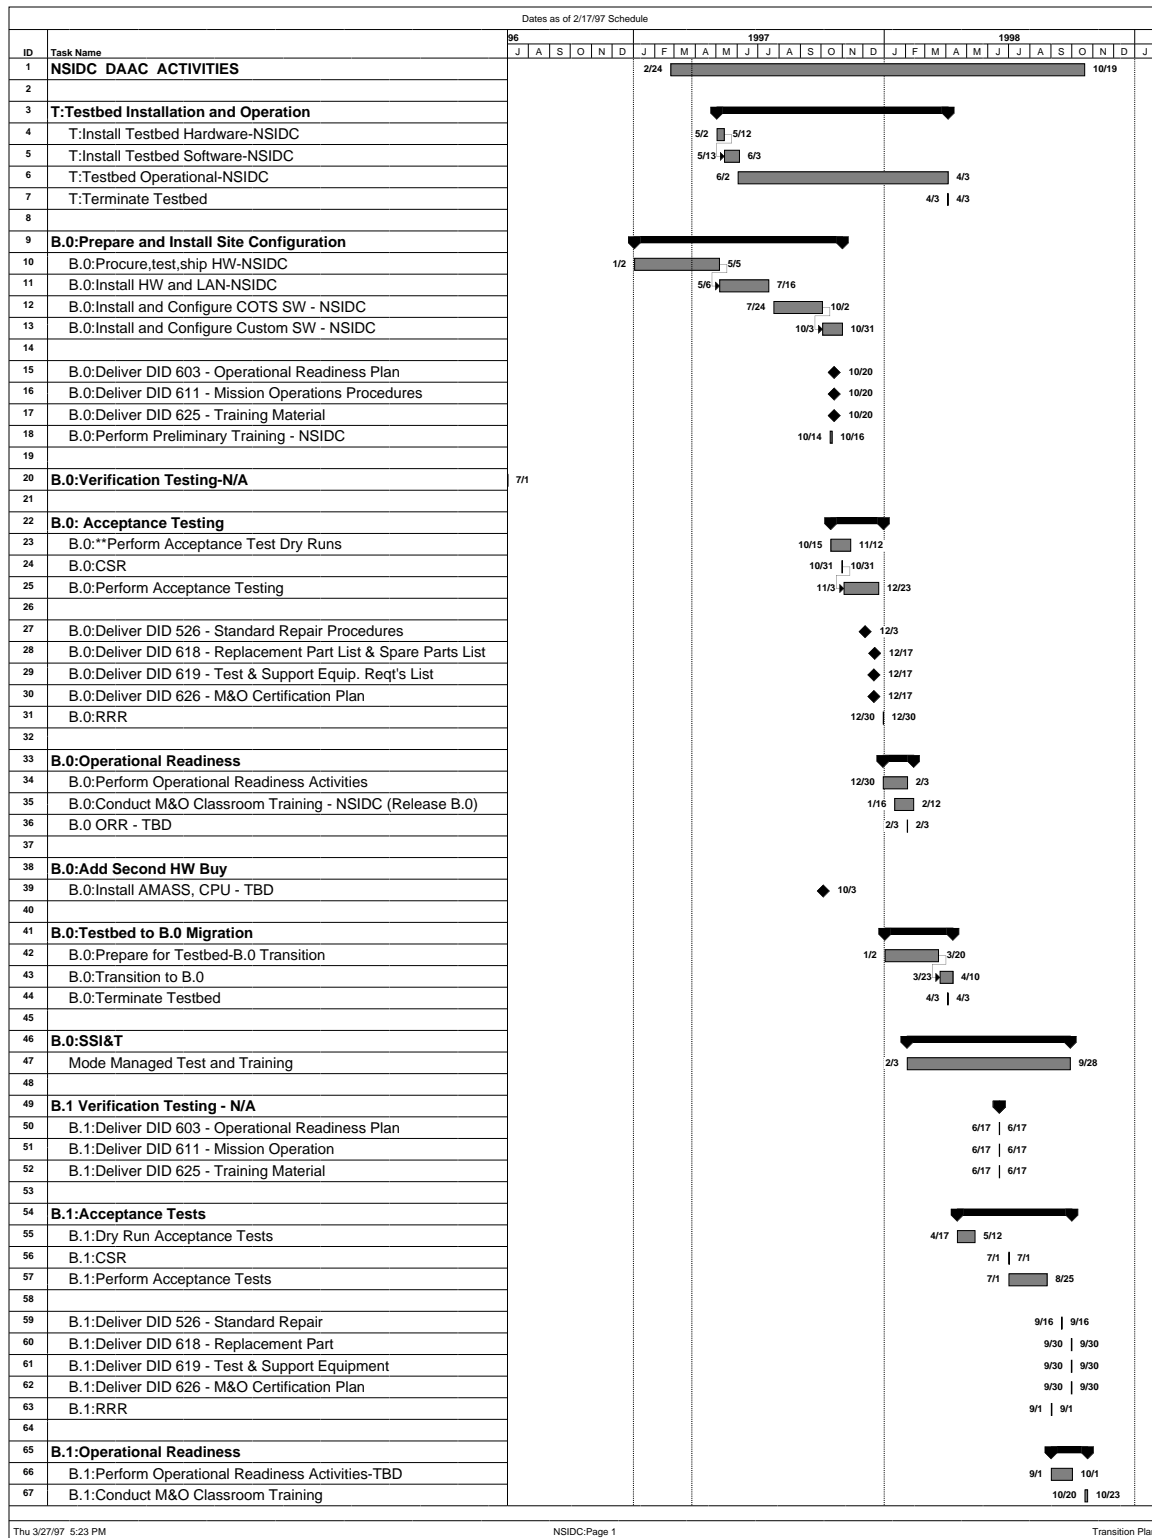 Dates as of 2/17/97 Schedule
96 1997 1998
ID Task Name J A S O N D J F M A M J J A S O N D J F M A M J J A S O N D J
1 NSIDC DAAC ACTIVITIES 2/24 10/19
2
3 T:Testbed Installation and Operation
4 T:Install Testbed Hardware-NSIDC 5/2 5/12
5 T:Install Testbed Software-NSIDC 5/13 6/3
6 T:Testbed Operational-NSIDC 6/2 4/3
7 T:Terminate Testbed 4/3 4/3
8
9 B.0:Prepare and Install Site Configuration
10 B.0:Procure,test,ship HW-NSIDC 1/2 5/5
11 B.0:Install HW and LAN-NSIDC 5/6 7/16
12 B.0:Install and Configure COTS SW - NSIDC 7/24 10/2
13 B.0:Install and Configure Custom SW - NSIDC 10/3 10/31
14
15 B.0:Deliver DID 603 - Operational Readiness Plan 10/20
16 B.0:Deliver DID 611 - Mission Operations Procedures 10/20
17 B.0:Deliver DID 625 - Training Material 10/20
18 B.0:Perform Preliminary Training - NSIDC 10/14 10/16
19
20 B.0:Verification Testing-N/A 7/1
21
22 B.0: Acceptance Testing
23 B.0:**Perform Acceptance Test Dry Runs 10/15 11/12
24 B.0:CSR 10/31 10/31
25 B.0:Perform Acceptance Testing 11/3 12/23
26
27 B.0:Deliver DID 526 - Standard Repair Procedures 12/3
28 B.0:Deliver DID 618 - Replacement Part List & Spare Parts List 12/17
29 B.0:Deliver DID 619 - Test & Support Equip. Reqt's List 12/17
30 B.0:Deliver DID 626 - M&O Certification Plan 12/17
31 B.0:RRR 12/30 12/30
32
33 B.0:Operational Readiness
34 B.0:Perform Operational Readiness Activities 12/30 2/3
35 B.0:Conduct M&O Classroom Training - NSIDC (Release B.0) 1/16 2/12
36 B.0 ORR - TBD 2/3 2/3
37
38 B.0:Add Second HW Buy
39 B.0:Install AMASS, CPU - TBD 10/3
40
41 B.0:Testbed to B.0 Migration
42 B.0:Prepare for Testbed-B.0 Transition 1/2 3/20
43 B.0:Transition to B.0 3/23 4/10
44 B.0:Terminate Testbed 4/3 4/3
45
46 B.0:SSI&T
47 Mode Managed Test and Training 2/3 9/28
48
49 B.1 Verification Testing - N/A
50 B.1:Deliver DID 603 - Operational Readiness Plan 6/17 6/17
51 B.1:Deliver DID 611 - Mission Operation 6/17 6/17
52 B.1:Deliver DID 625 - Training Material 6/17 6/17
53
54 B.1:Acceptance Tests
55 B.1:Dry Run Acceptance Tests 4/17 5/12
56 B.1:CSR 7/1 7/1
57 B.1:Perform Acceptance Tests 7/1 8/25
58
59 B.1:Deliver DID 526 - Standard Repair 9/16 9/16
60 B.1:Deliver DID 618 - Replacement Part 9/30 9/30
61 B.1:Deliver DID 619 - Test & Support Equipment 9/30 9/30
62 B.1:Deliver DID 626 - M&O Certification Plan 9/30 9/30
63 B.1:RRR 9/1 9/1
64
65 B.1:Operational Readiness
66 B.1:Perform Operational Readiness Activities-TBD 9/1 10/1
67 B.1:Conduct M&O Classroom Training 10/20 10/23
Thu 3/27/97 5:23 PM NSIDC:Page 1 Transition Plan